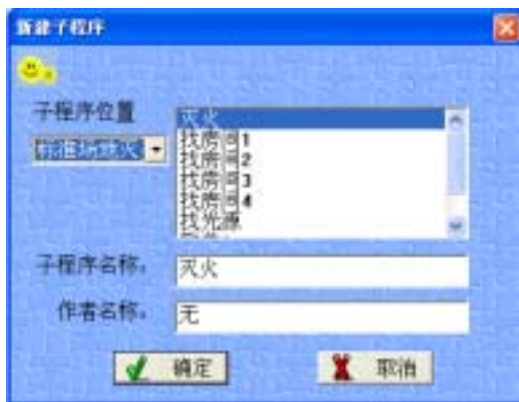 新建子程序
子程序位置
标准场灭火
灭火
找房间1
找房间2
找房间3
找房间4
找光源
子程序名称:
灭火
作者名称:
无
确定
取消